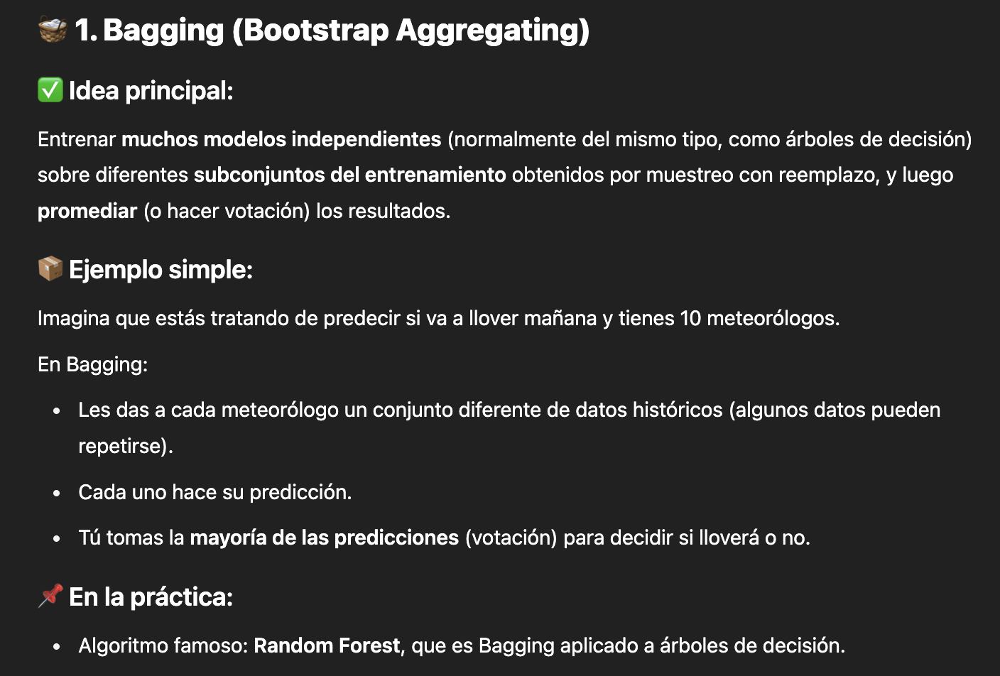 🧺 1. Bagging (Bootstrap Aggregating)
✅ Idea principal:
Entrenar muchos modelos independientes (normalmente del mismo tipo, como árboles de decisión)
sobre diferentes subconjuntos del entrenamiento obtenidos por muestreo con reemplazo, y luego
promediar (o hacer votación) los resultados.
📦 Ejemplo simple:
Imagina que estás tratando de predecir si va a llover mañana y tienes 10 meteorólogos.
En Bagging:
• Les das a cada meteorólogo un conjunto diferente de datos históricos (algunos datos pueden
repetirse).
• Cada uno hace su predicción.
• Tú tomas la mayoría de las predicciones (votación) para decidir si lloverá o no.
📌 En la práctica:
• Algoritmo famoso: Random Forest, que es Bagging aplicado a árboles de decisión.